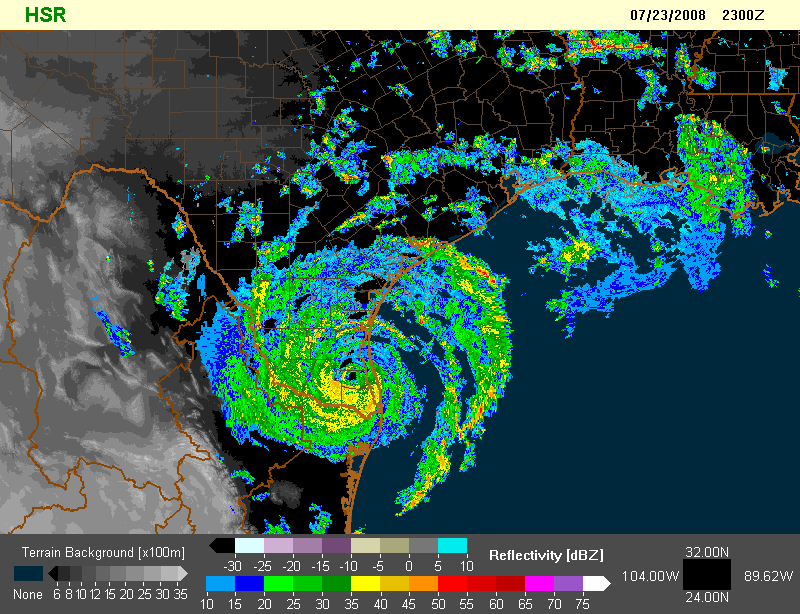 HSR 07/23/2008 2300Z
Terrain Background [x100m]
None 6 8 10 12 15 20 25 30 35
-30 -25 -20 -15 -10 -5 0 5 10
Reflectivity [dBZ]
10 15 20 25 30 35 40 45 50 55 60 65 70 75
32.00N
104.00W 89.62W
24.00N